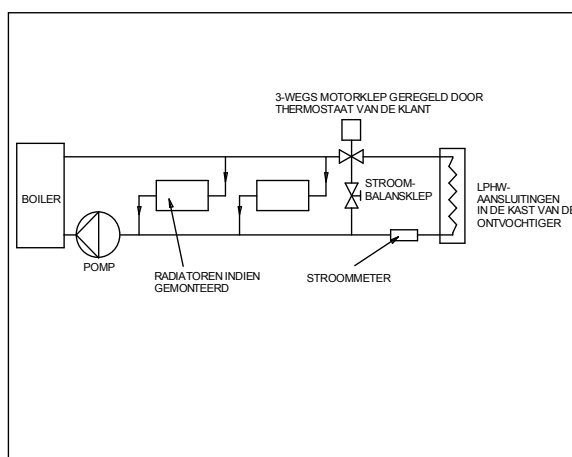 3-WEGS MOTORKLEP GEREGELD DOOR
THERMOSTAAT VAN DE KLANT
BOILER
STROOM-
BALANSKLEP
LPHW-
AANSLUITINGEN
IN DE KAST VAN DE
ONTVOCHTIGER
POMP
RADIATOREN INDIEN
GEMONTEERD
STROOMMETER